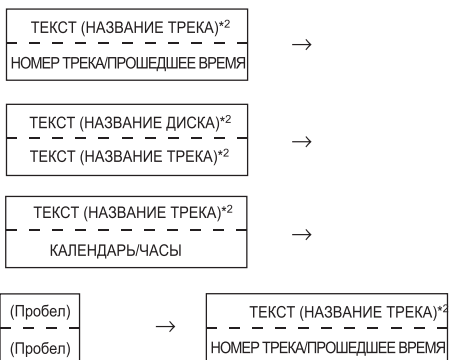 ТЕКСТ (НАЗВАНИЕ ТРЕКА)*2
НОМЕР ТРЕКА/ПРОШЕДШЕЕ ВРЕМЯ →
ТЕКСТ (НАЗВАНИЕ ДИСКА)*2
ТЕКСТ (НАЗВАНИЕ ТРЕКА)*2 →
ТЕКСТ (НАЗВАНИЕ ТРЕКА)*2
КАЛЕНДАРЬ/ЧАСЫ →
(Пробел)
(Пробел) →
ТЕКСТ (НАЗВАНИЕ ТРЕКА)*2
НОМЕР ТРЕКА/ПРОШЕДШЕЕ ВРЕМЯ